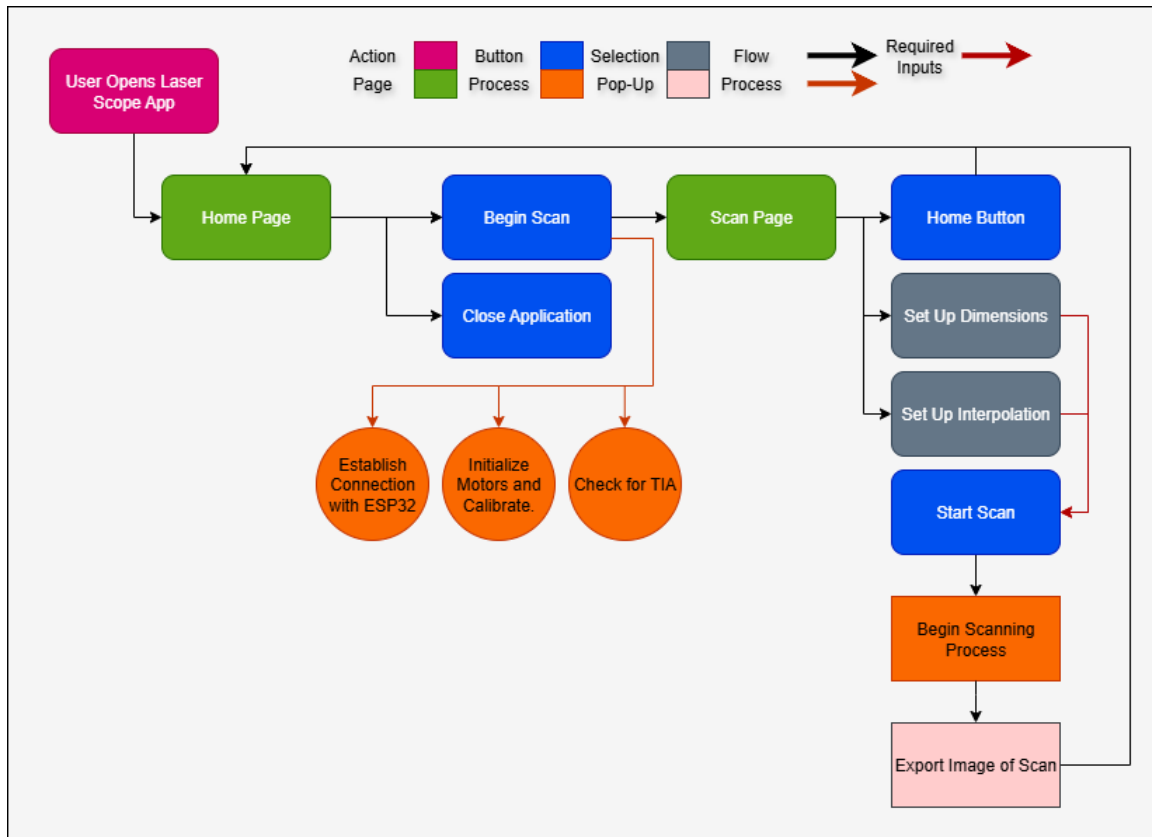 User Opens Laser
Scope App
Action
Button
Selection
Flow
Required
Inputs
Page
Process
Pop-Up
Process
Home Page
Begin Scan
Scan Page
Home Button
Close Application
Set Up Dimensions
Set Up Interpolation
Establish
Connection
with ESP32
Initialize
Motors and
Calibrate.
Check for TIA
Start Scan
Begin Scanning
Process
Export Image of Scan